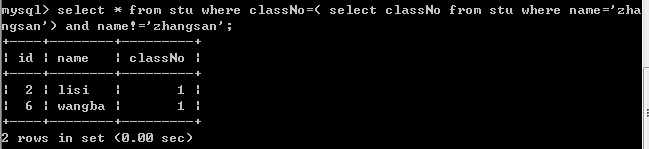 mysql> select * from stu where classNo=( select classNo from stu where name='zha
ngsan') and name!='zhangsan';
+----+--------+---------+
| id | name   | classNo |
+----+--------+---------+
|  2 | lisi   |       1 |
|  6 | wangba |       1 |
+----+--------+---------+
2 rows in set (0.00 sec)